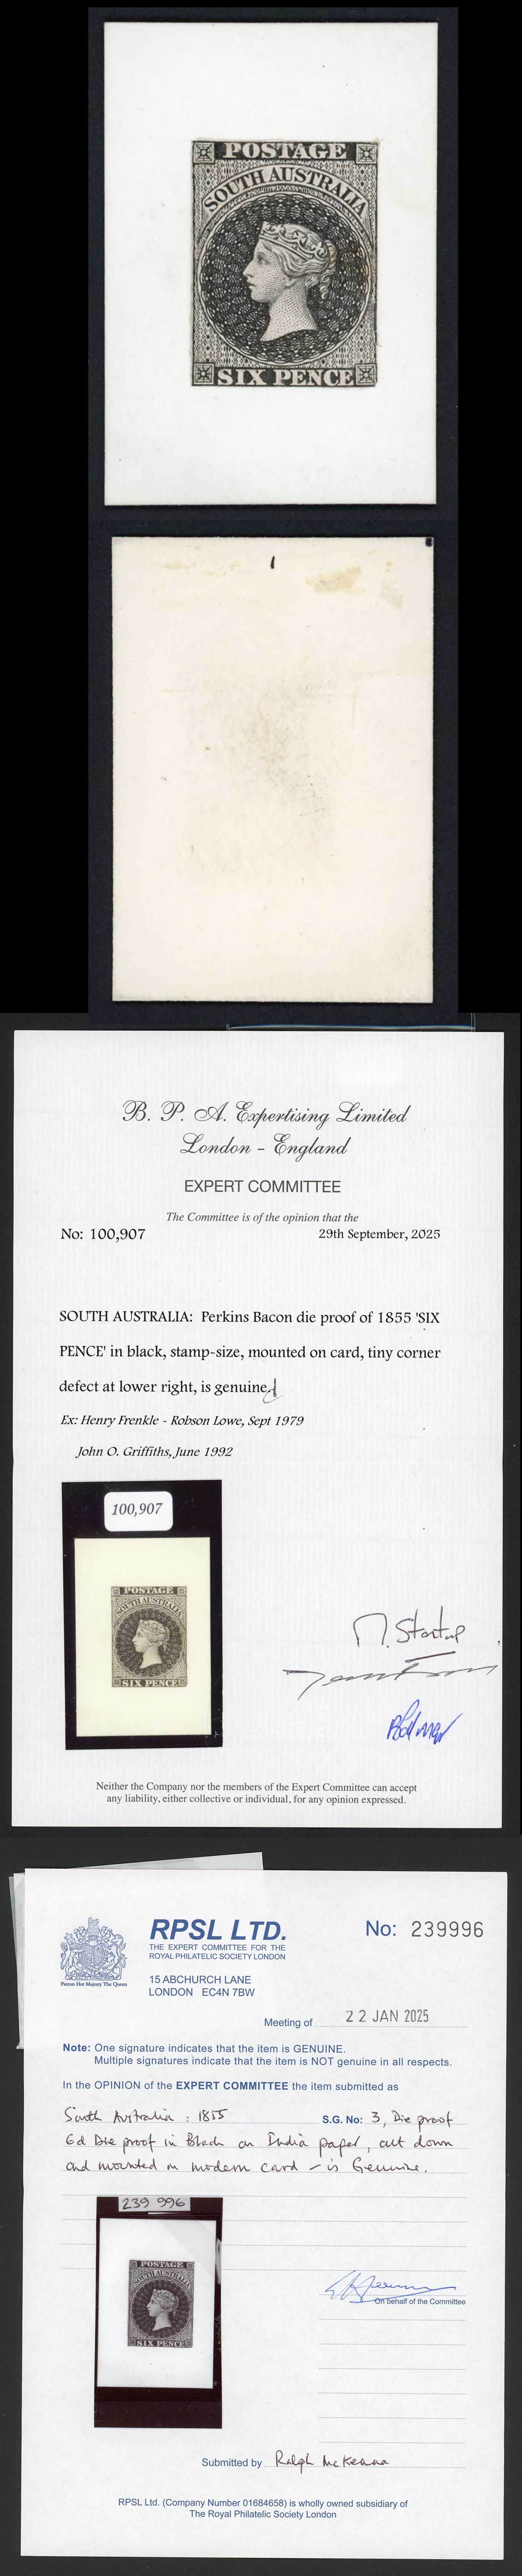 POSTAGE
SOUTH AUSTRALIA
SIX PENCE
B. P. A. Expertising Limited
London - England
EXPERT COMMITTEE
The Committee is of the opinion that the
No: 100,907 29th September, 2025
SOUTH AUSTRALIA: Perkins Bacon die proof of 1855 'SIX
PENCE' in black, stamp-size, mounted on card, tiny corner
defect at lower right, is genuine.
Ex: Henry Frenkle - Robson Lowe, Sept 1979
John O. Griffiths, June 1992
100,907
POSTAGE
SOUTH AUSTRALIA
SIX PENCE
M. Startup
Neither the Company nor the members of the Expert Committee can accept
any liability, either collective or individual, for any opinion expressed.
RPSL LTD.
THE EXPERT COMMITTEE FOR THE
ROYAL PHILATELIC SOCIETY LONDON
No: 239996
Patron Her Majesty The Queen
15 ABCHURCH LANE
LONDON EC4N 7BW
Meeting of 22 JAN 2025
Note: One signature indicates that the item is GENUINE.
Multiple signatures indicate that the item is NOT genuine in all respects.
In the OPINION of the EXPERT COMMITTEE the item submitted as
South Australia : 1855 S.G. No: 3, Die proof
6d Die proof in Black on India paper, cut down
and mounted on modern card - is Genuine.
239 996
POSTAGE
SOUTH AUSTRALIA
SIX PENCE
On behalf of the Committee
Submitted by Ralph McKenna
RPSL Ltd. (Company Number 01684658) is wholly owned subsidiary of
The Royal Philatelic Society London